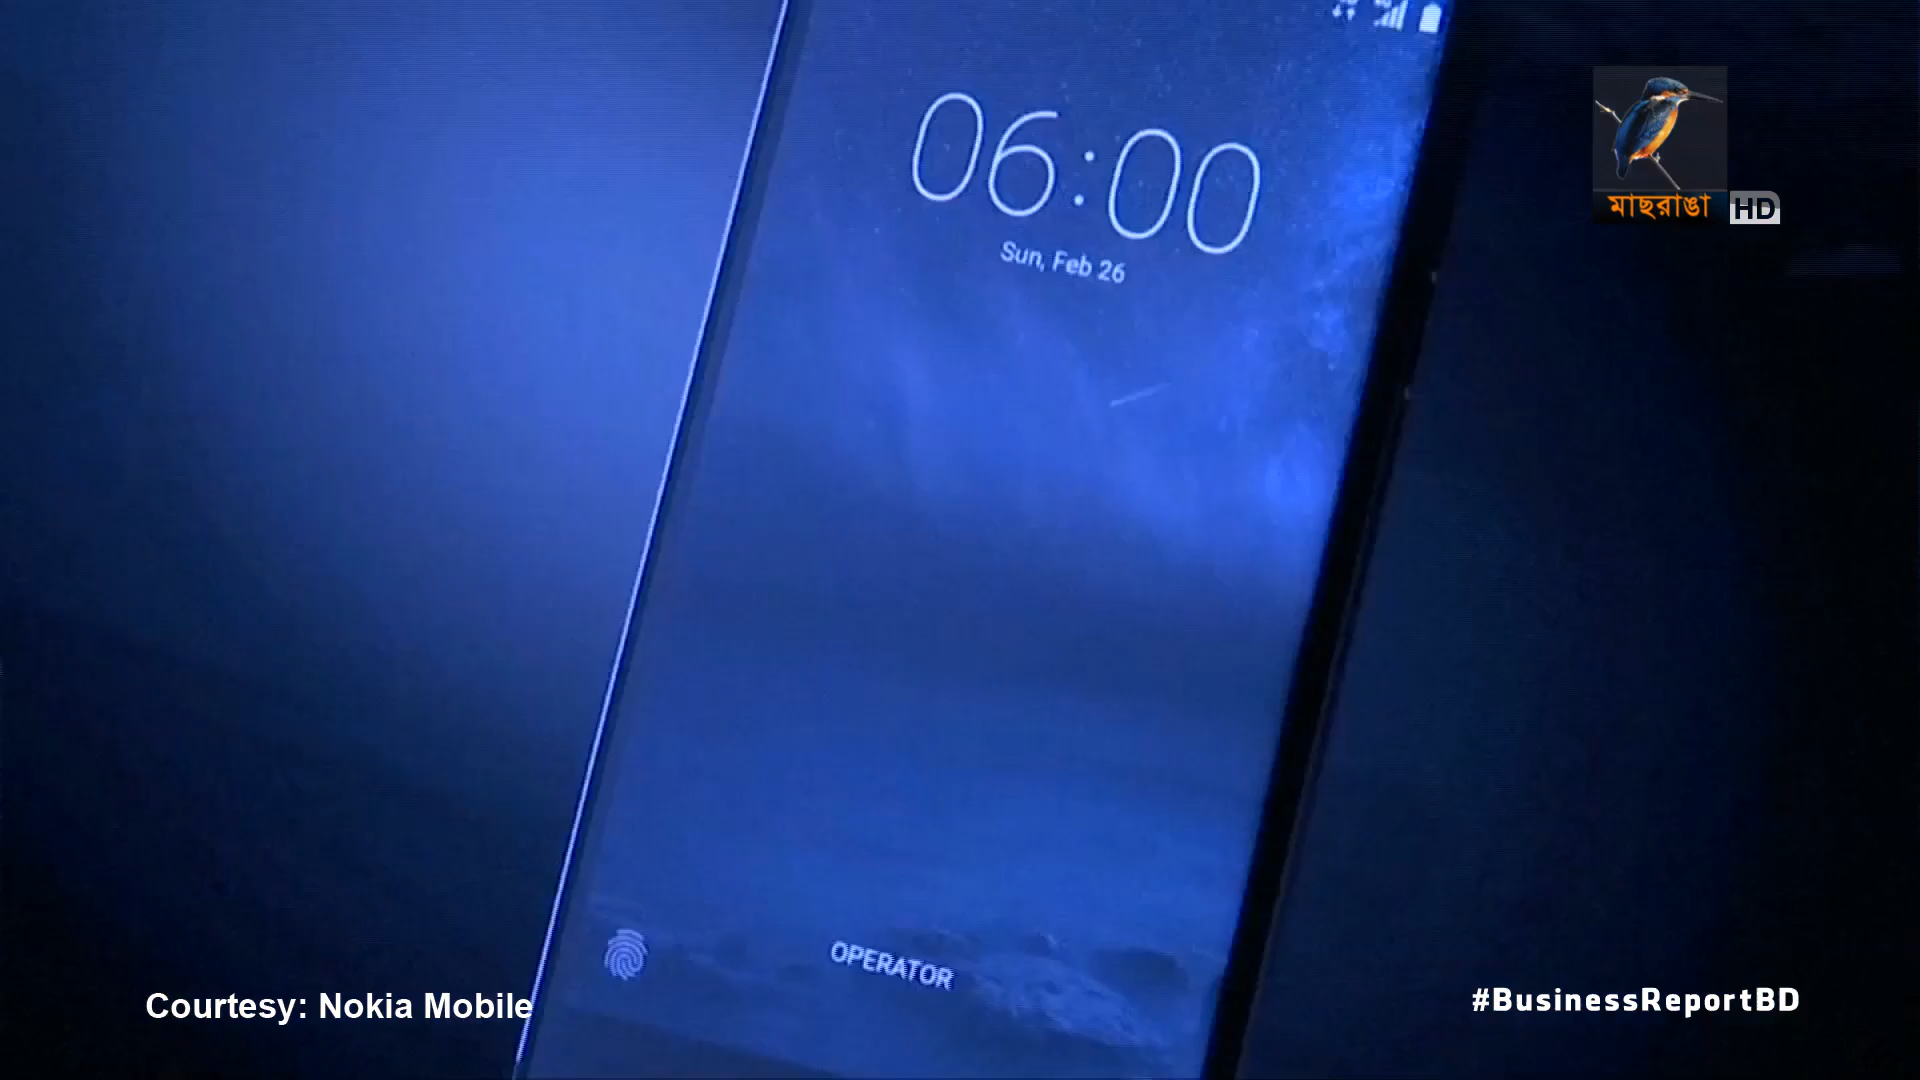 06:00
Sun, Feb 26
মাছরাঙা HD
OPERATOR
Courtesy: Nokia Mobile
#BusinessReportBD